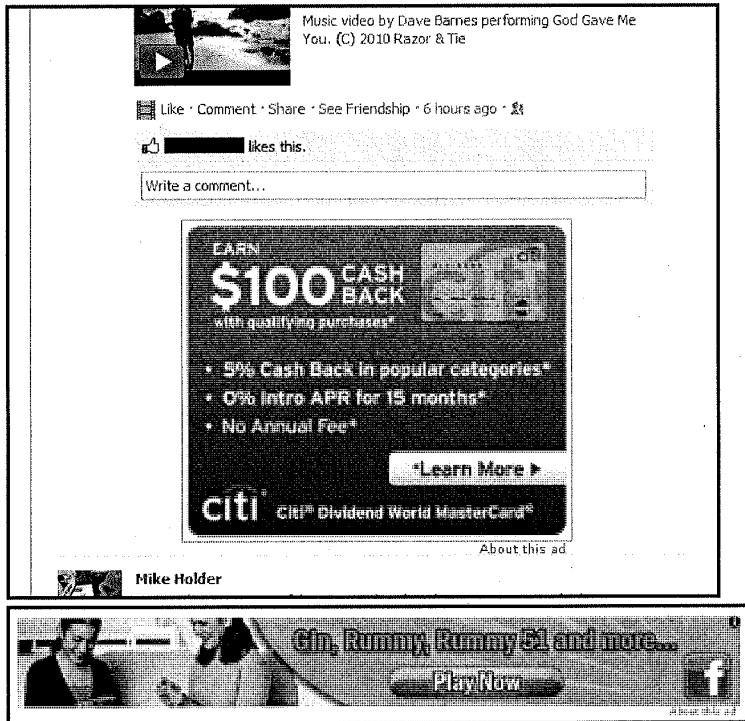 Music video by Dave Barnes performing God Gave Me
You. (C) 2010 Razor & Tie
Like · Comment · Share · See Friendship · 6 hours ago ·
likes this.
Write a comment...
EARN
$100 CASH
BACK
with qualifying purchases*
• 5% Cash Back in popular categories*
• 0% Intro APR for 15 months*
• No Annual Fee*
*Learn More ▶
citi® Citi® Dividend World MasterCard®
About this ad
Mike Holder
Gin, Rummy, Rummy 51 and more...
Play Now
f
About this ad